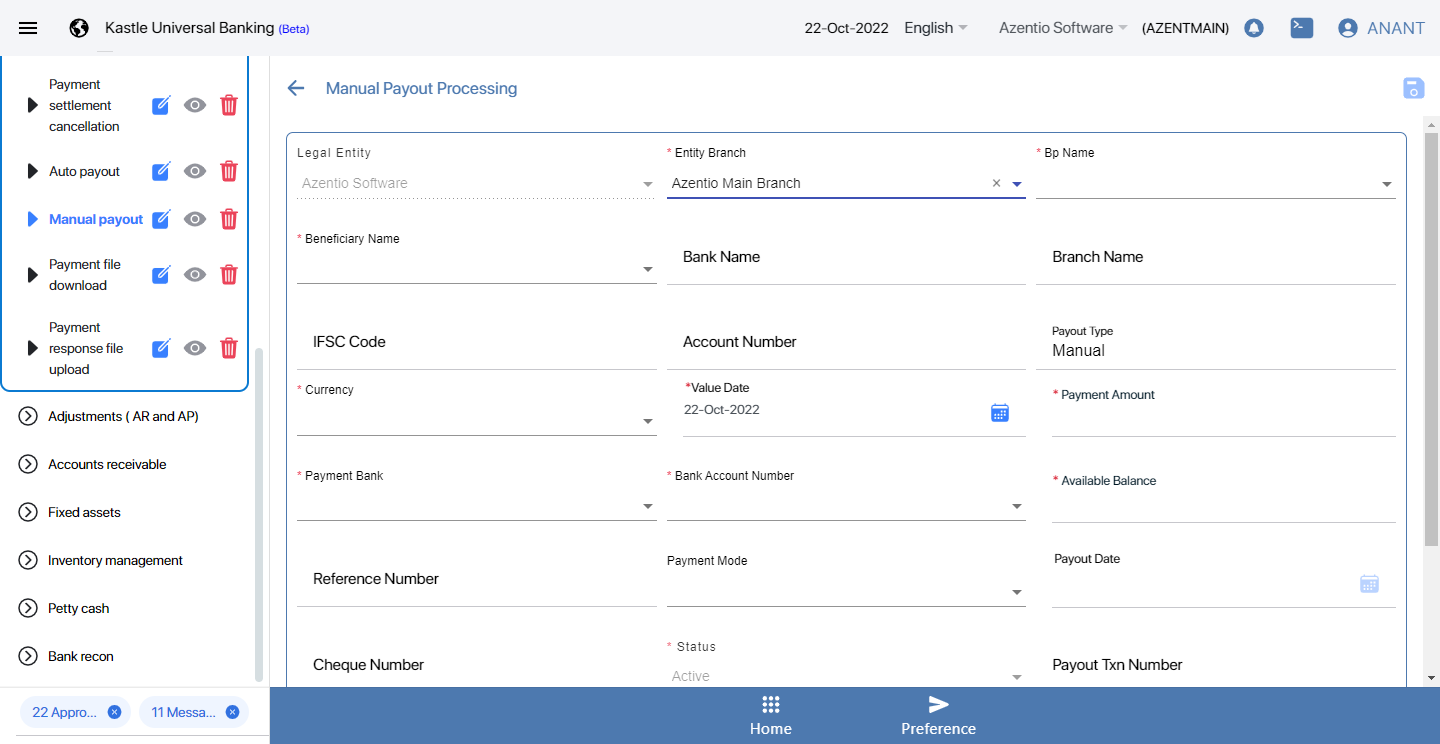 Kastle Universal Banking (Beta)
22-Oct-2022 English Azentio Software (AZENTMAIN) ANANT
Payment
settlement
cancellation
Auto payout
Manual payout
Payment file
download
Payment
response file
upload
Adjustments ( AR and AP)
Accounts receivable
Fixed assets
Inventory management
Petty cash
Bank recon
22 Appro...
11 Messa...
Manual Payout Processing
Legal Entity
Azentio Software
* Entity Branch
Azentio Main Branch
* Bp Name
* Beneficiary Name
Bank Name
Branch Name
IFSC Code
Account Number
Payout Type
Manual
* Currency
*Value Date
22-Oct-2022
* Payment Amount
* Payment Bank
* Bank Account Number
* Available Balance
Reference Number
Payment Mode
Payout Date
Cheque Number
* Status
Active
Payout Txn Number
Home
Preference